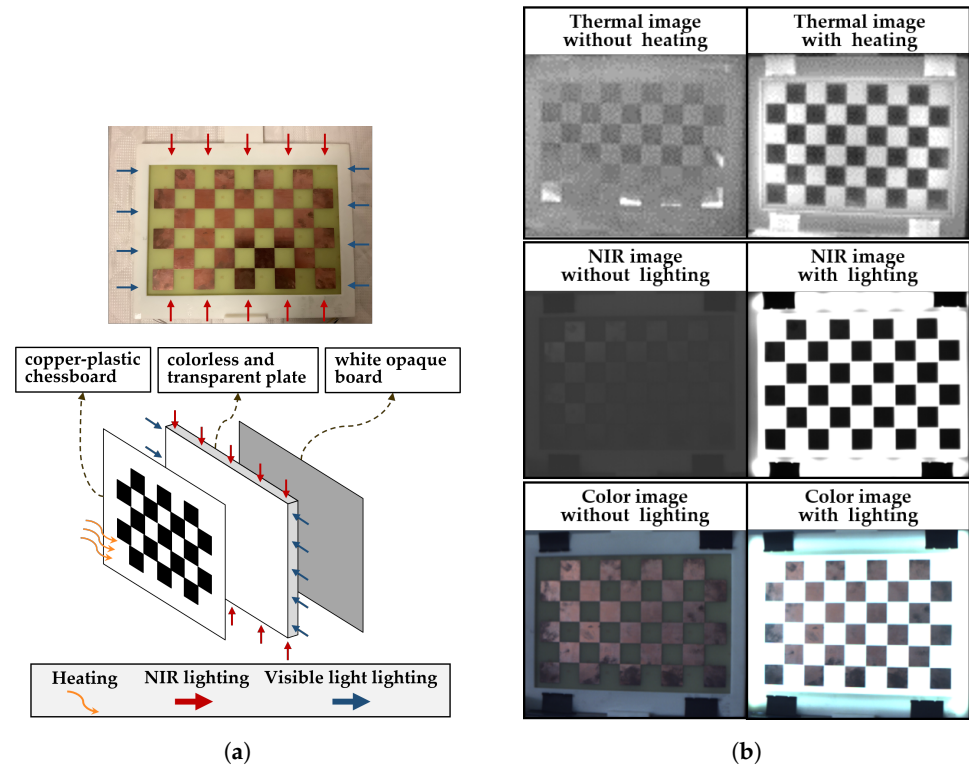 copper-plastic
chessboard
colorless and
transparent plate
white opaque
board
Heating
NIR lighting
Visible light lighting
(a)
Thermal image
without heating
Thermal image
with heating
NIR image
without lighting
NIR image
with lighting
Color image
without lighting
Color image
with lighting
(b)